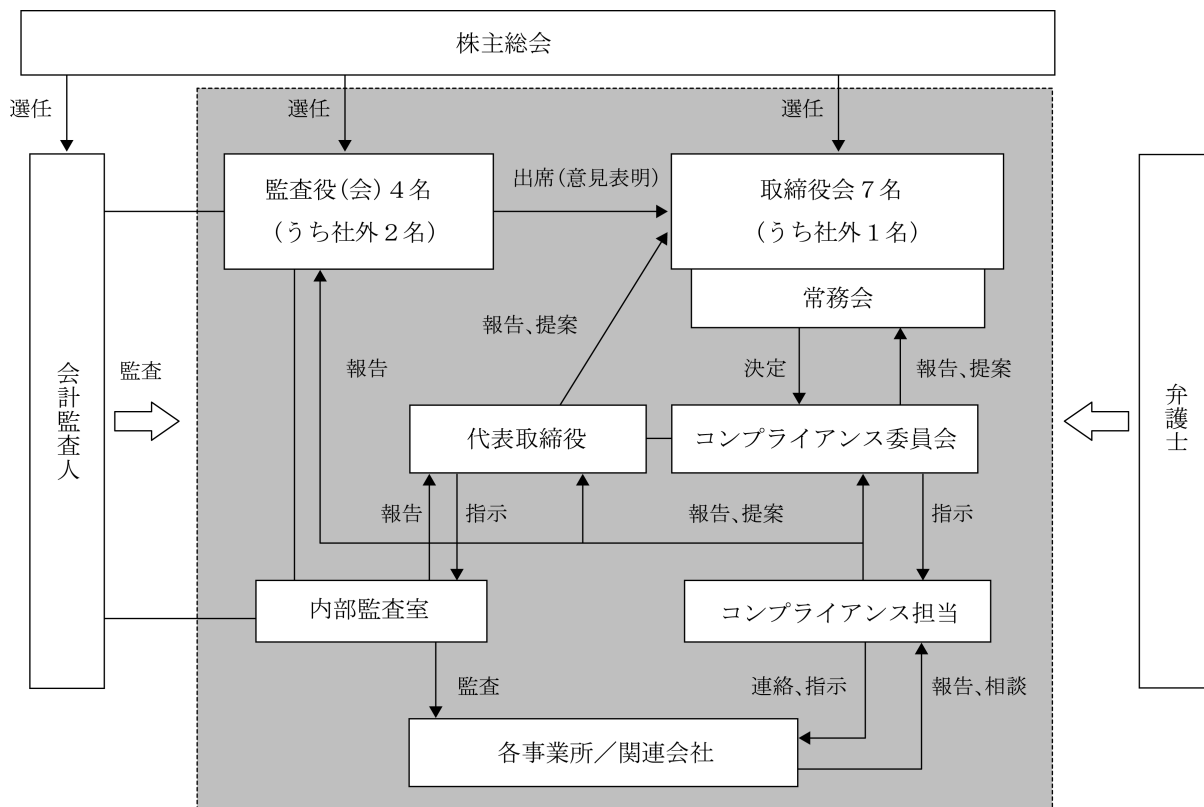 株主総会
選任
選任
選任
監査役(会)4名
(うち社外2名)
出席(意見表明)
取締役会7名
(うち社外1名)
常務会
報告、提案
会計監査人
監査
報告
決定
報告、提案
弁護士
代表取締役
コンプライアンス委員会
報告
指示
報告、提案
指示
内部監査室
コンプライアンス担当
監査
連絡、指示
報告、相談
各事業所/関連会社